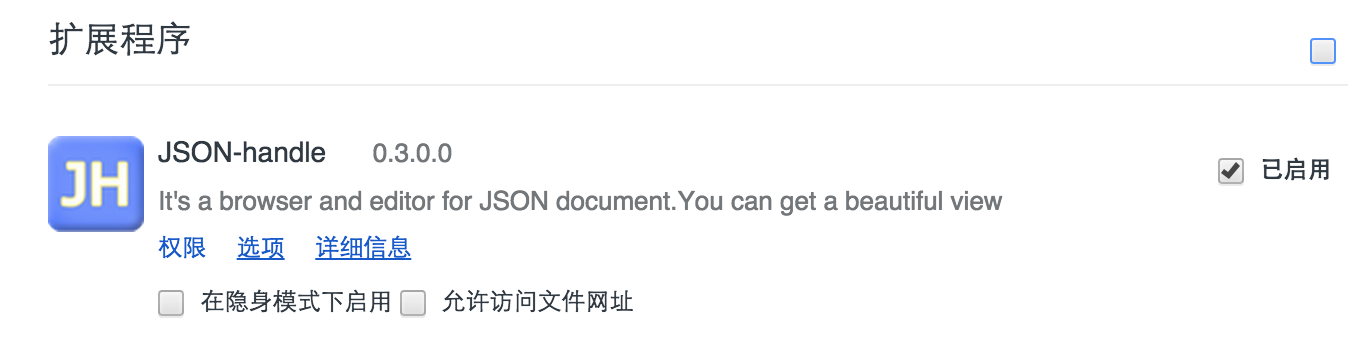 扩展程序
JH
JSON-handle 0.3.0.0
已启用
It's a browser and editor for JSON document.You can get a beautiful view
权限 选项 详细信息
在隐身模式下启用 允许访问文件网址